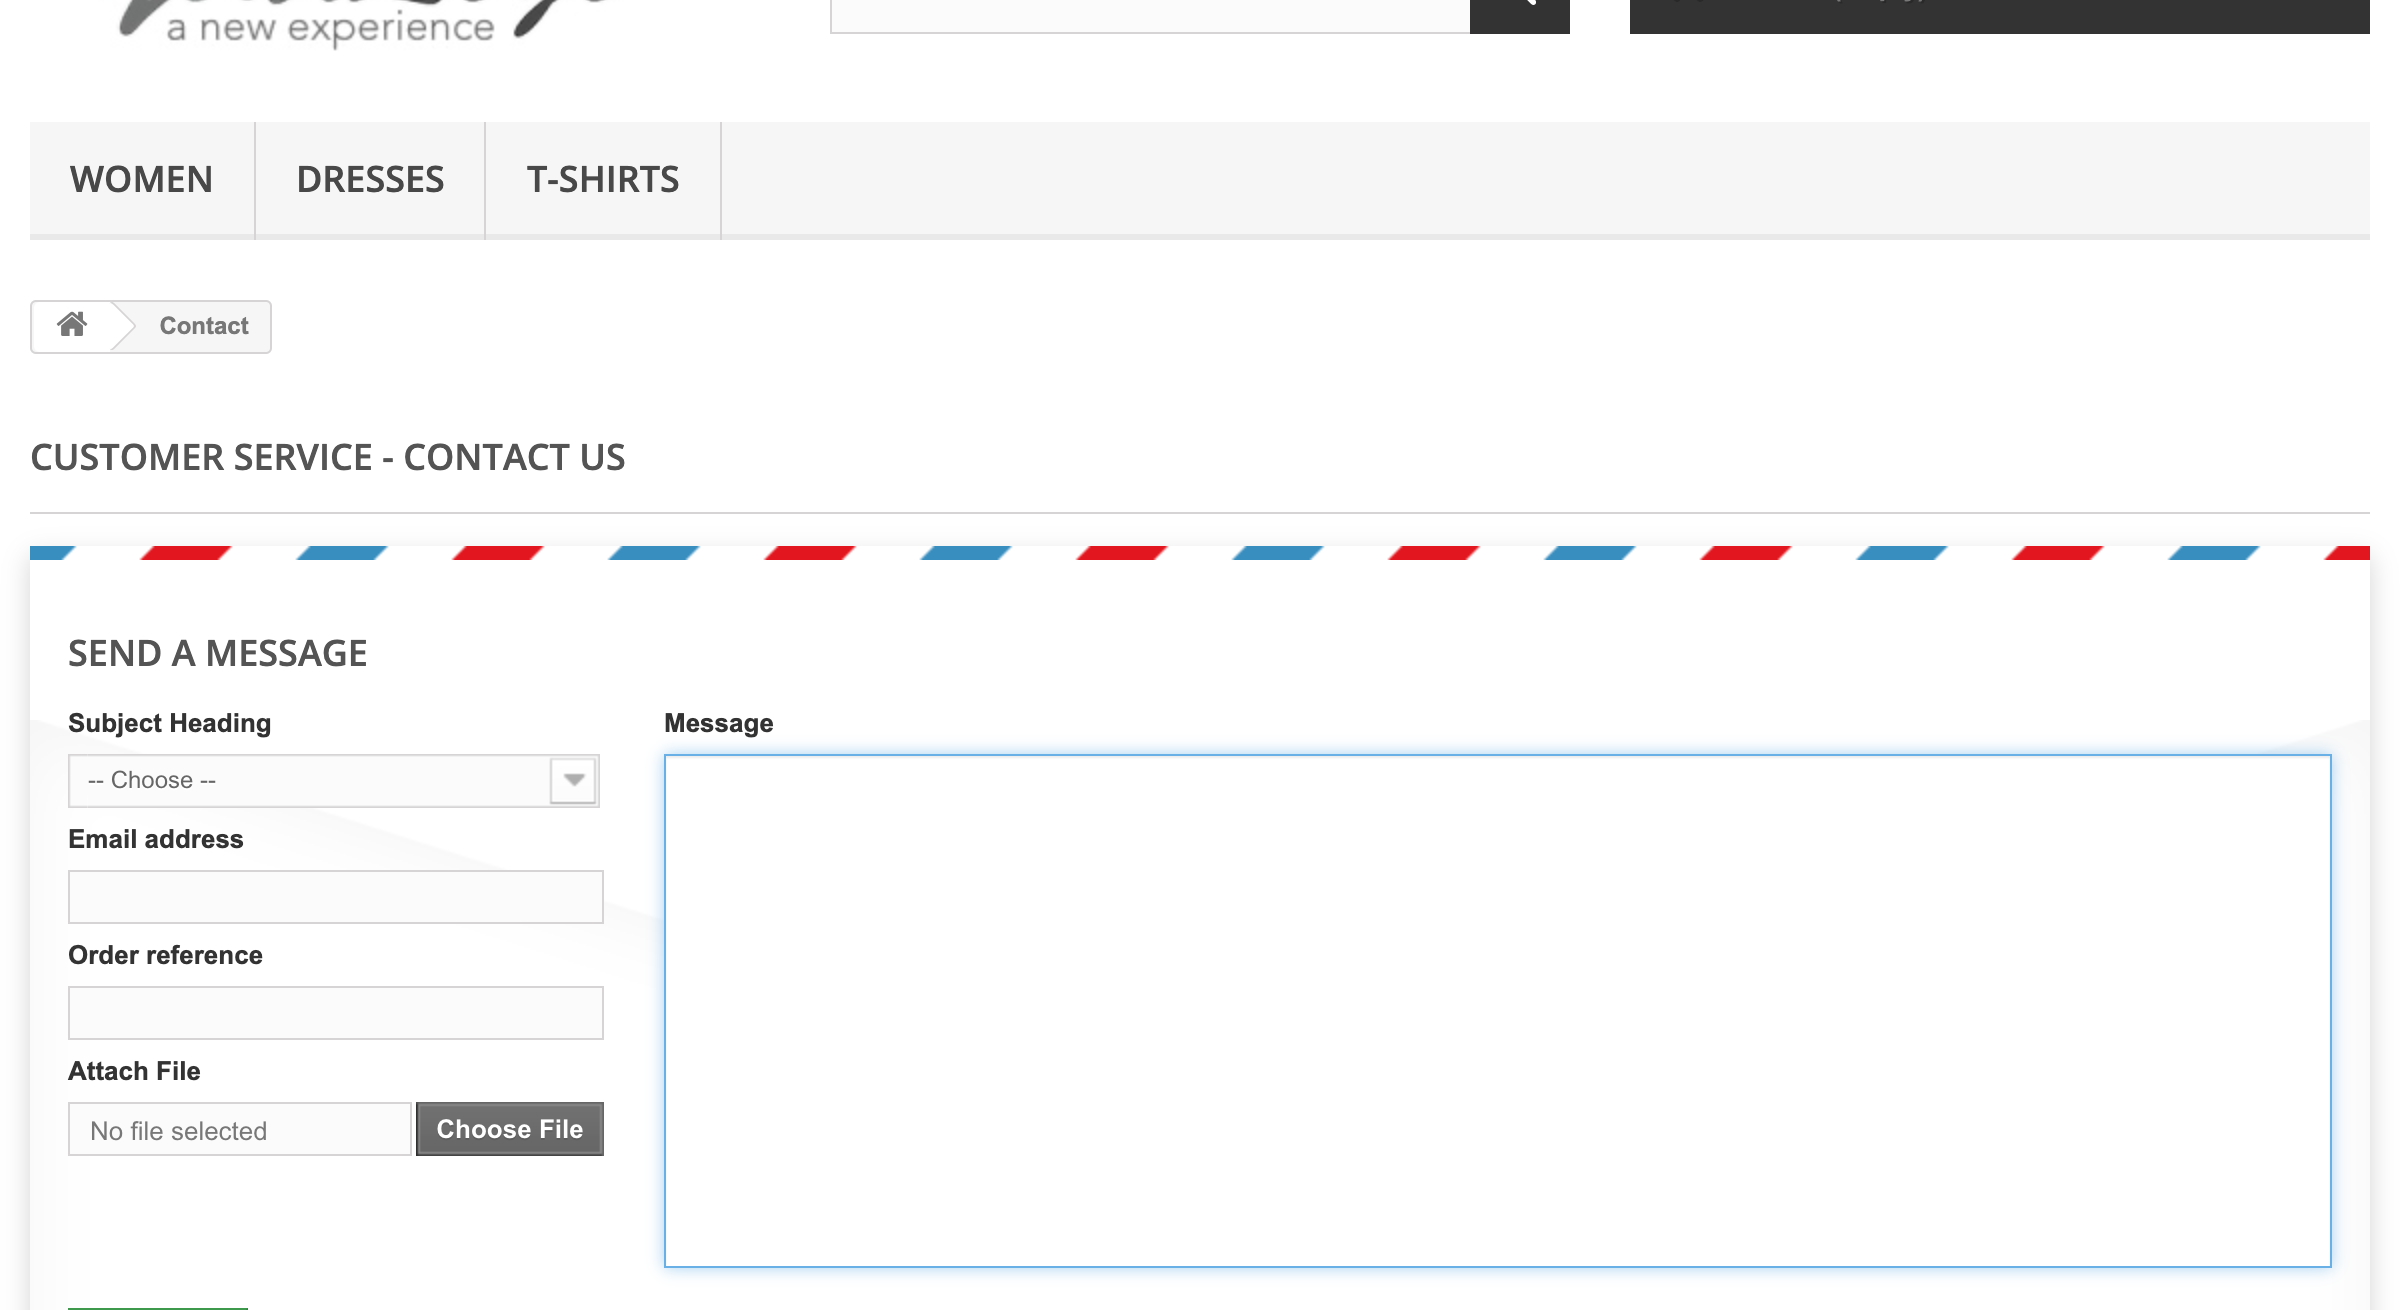 a new experience
WOMEN
DRESSES
T-SHIRTS
Contact
CUSTOMER SERVICE - CONTACT US
SEND A MESSAGE
Subject Heading
-- Choose --
Email address
Order reference
Attach File
No file selected
Choose File
Message